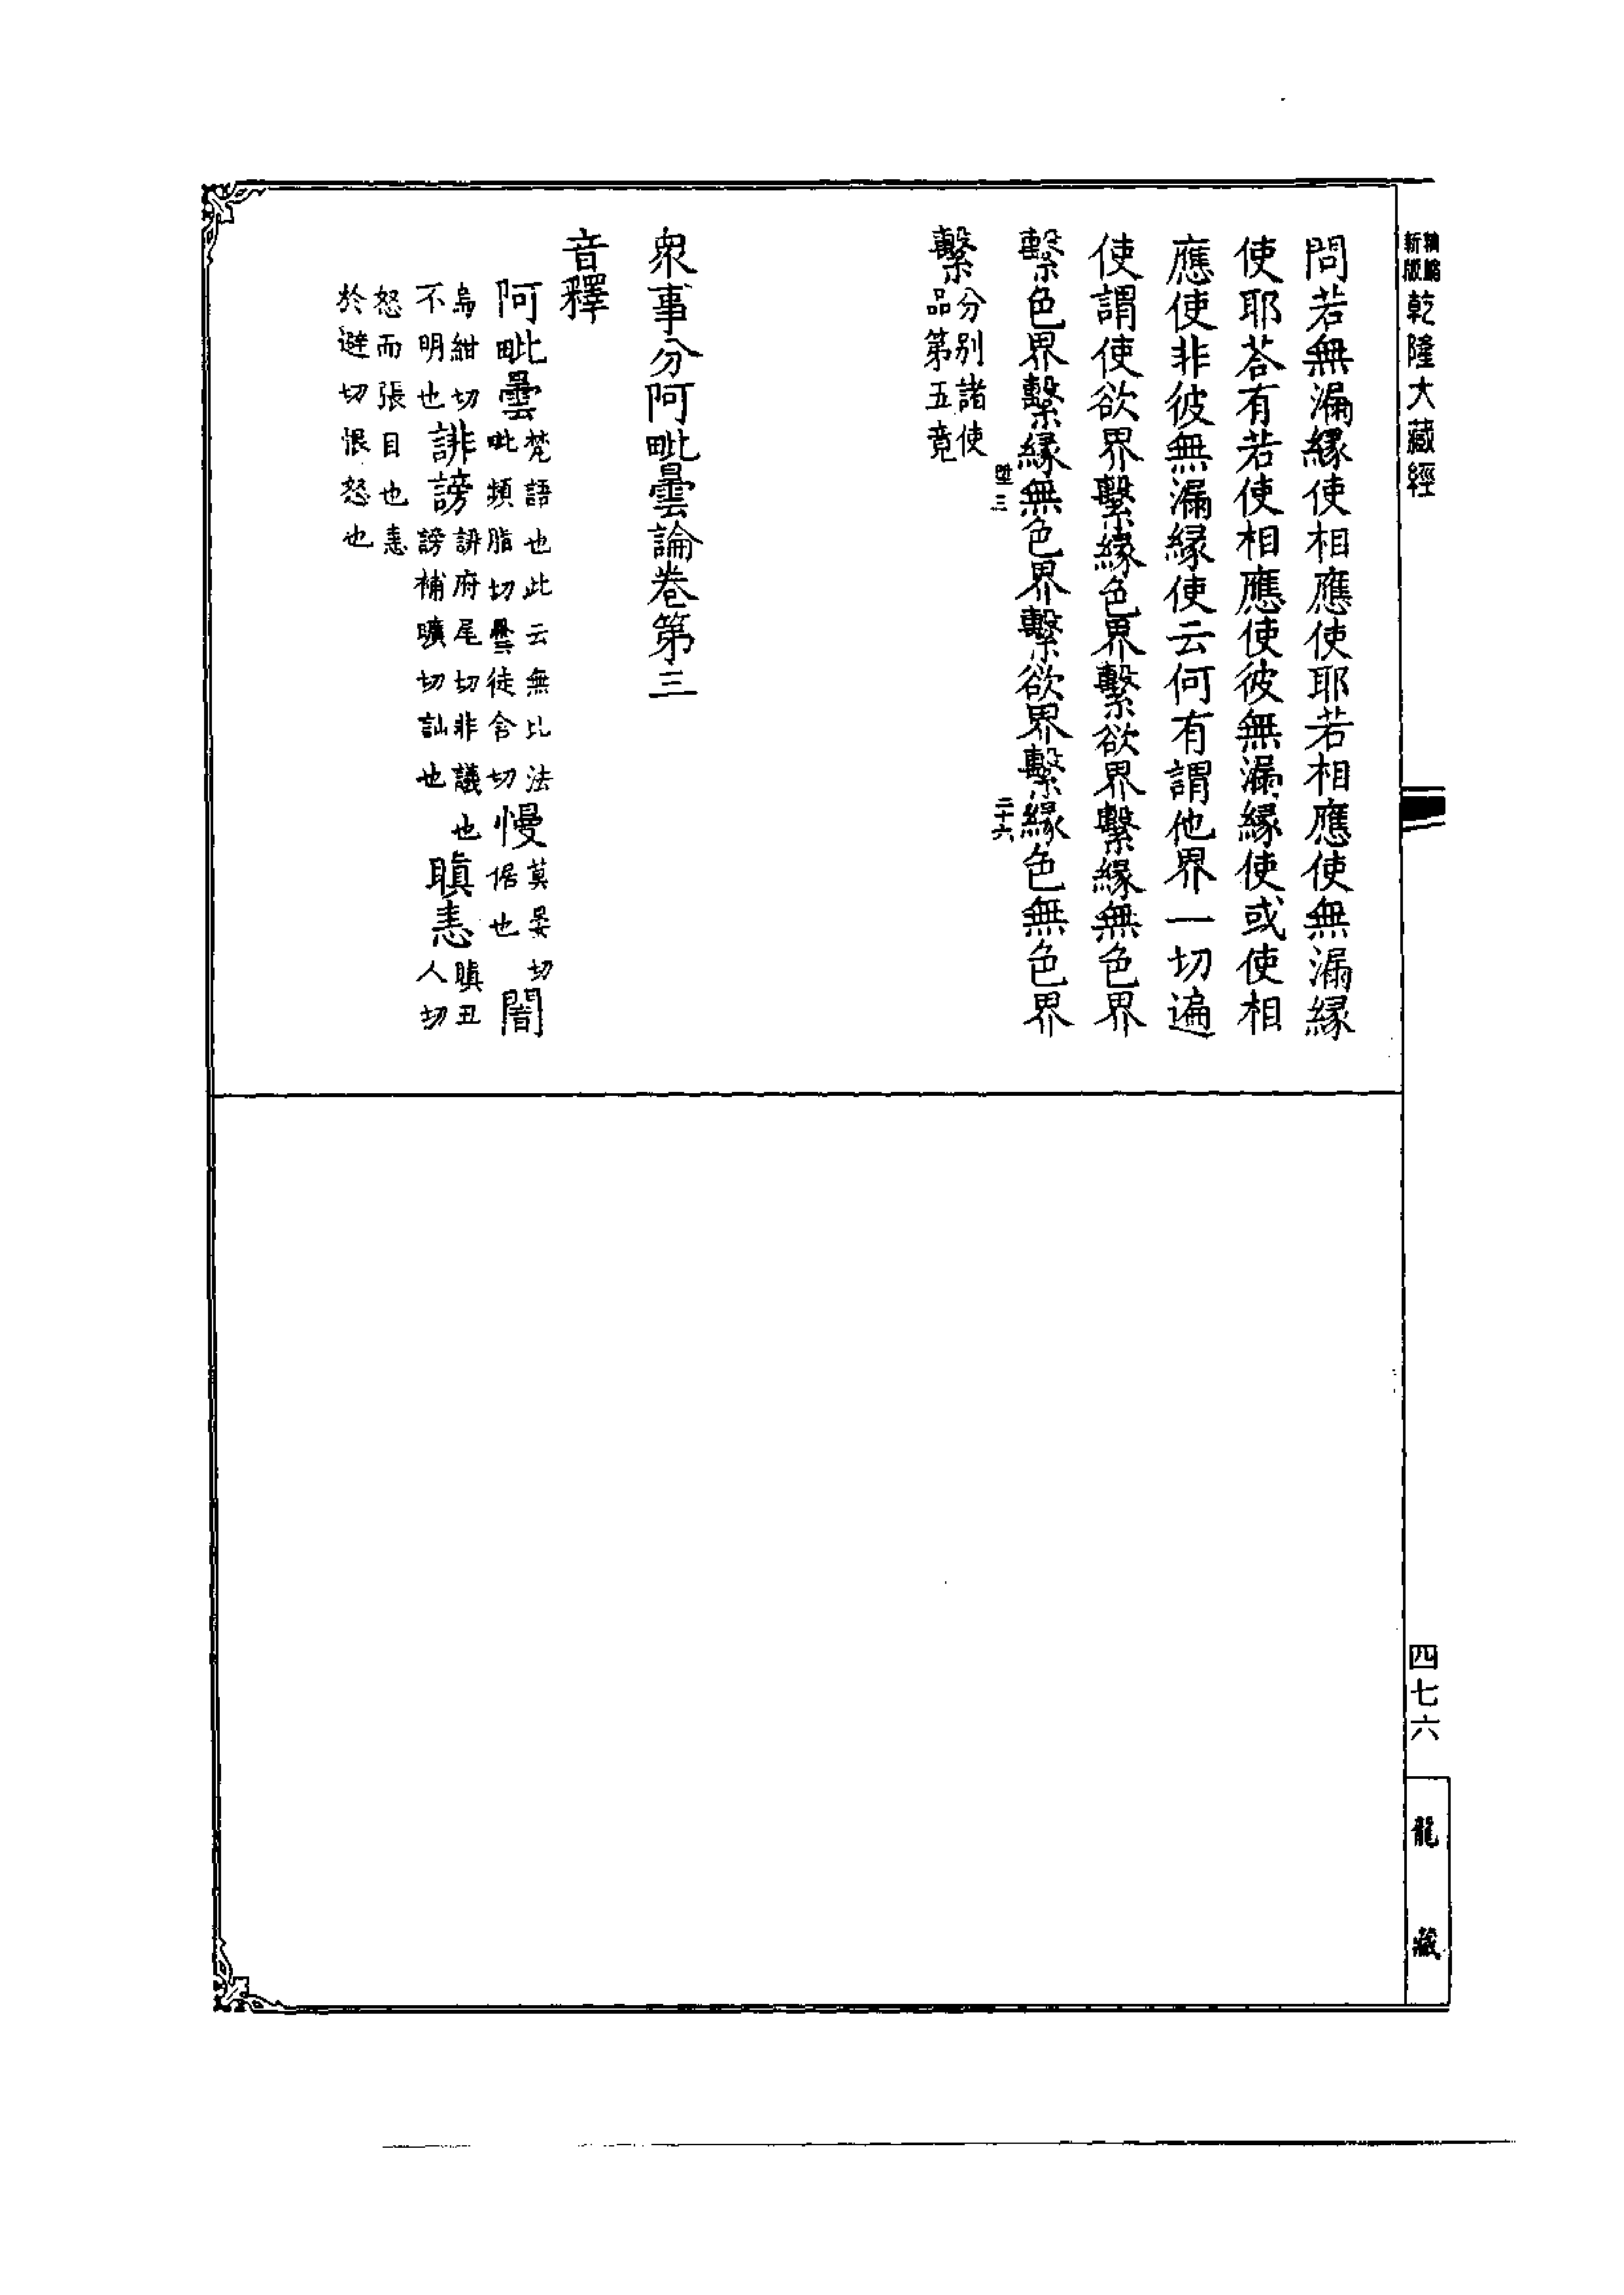 新版精縮乾隆大藏經
問若無漏緣使相應使耶若相應使無漏緣
使耶荅有若使相應使彼無漏緣使或使相
應使非彼無漏緣使云何有謂他界一切遍
使謂使欲界繫緣色界繫欲界繫緣無色界
繫色界繫緣無色界繫欲界繫緣色無色界
三
二十六
繫分別諸使
品第五竟
衆事分阿毗曇論卷第三
音釋
阿毗曇梵語也此云無比法毗頻脂切曇徒含切慢莫晏切倨也闇
烏紺切不明也誹謗誹府尾切非議也謗補曠切訕也瞋恚瞋丑人切
怒而張目也恚
於避切恨怒也
四七六
龍藏